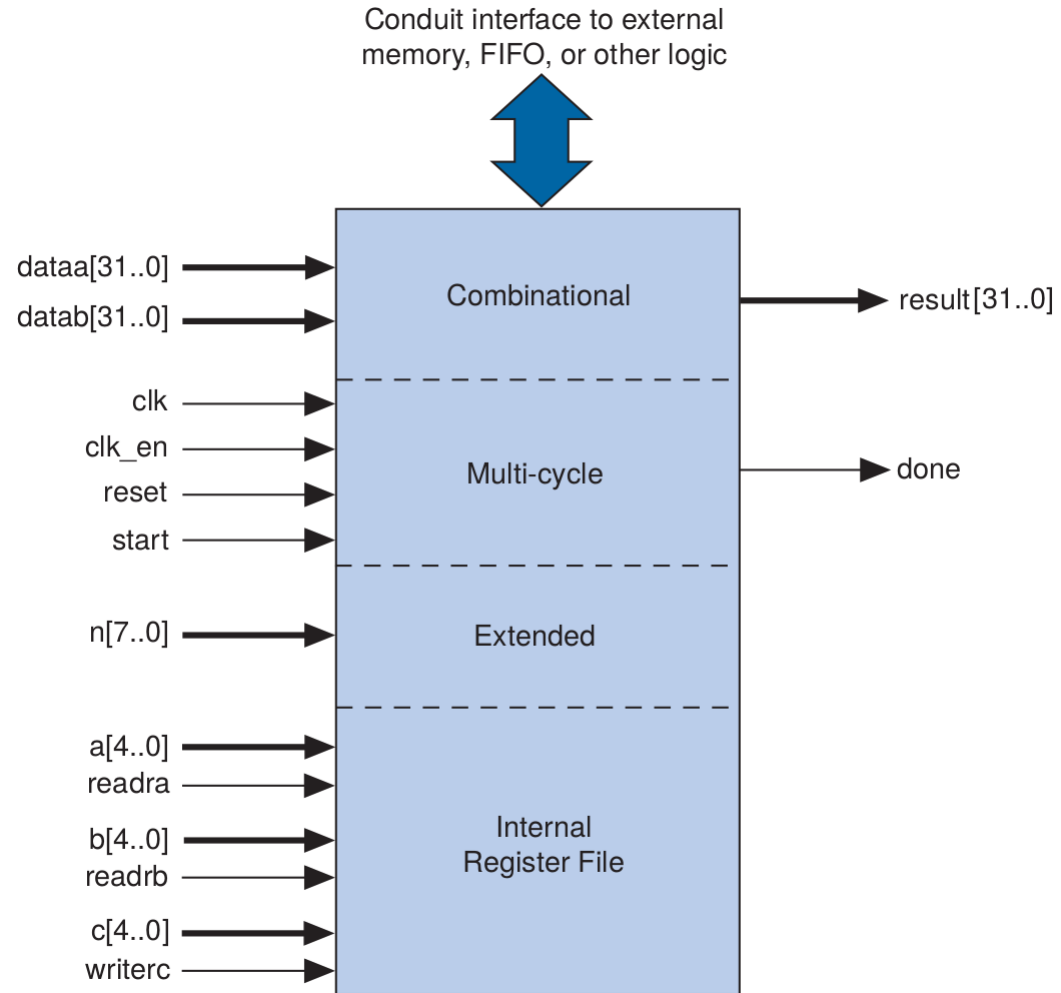 Conduit interface to external
memory, FIFO, or other logic
dataa[31..0]
datab[31..0]
Combinational
result[31..0]
clk
clk_en
reset
start
Multi-cycle
done
n[7..0]
Extended
a[4..0]
readra
b[4..0]
readrb
c[4..0]
writerc
Internal
Register File